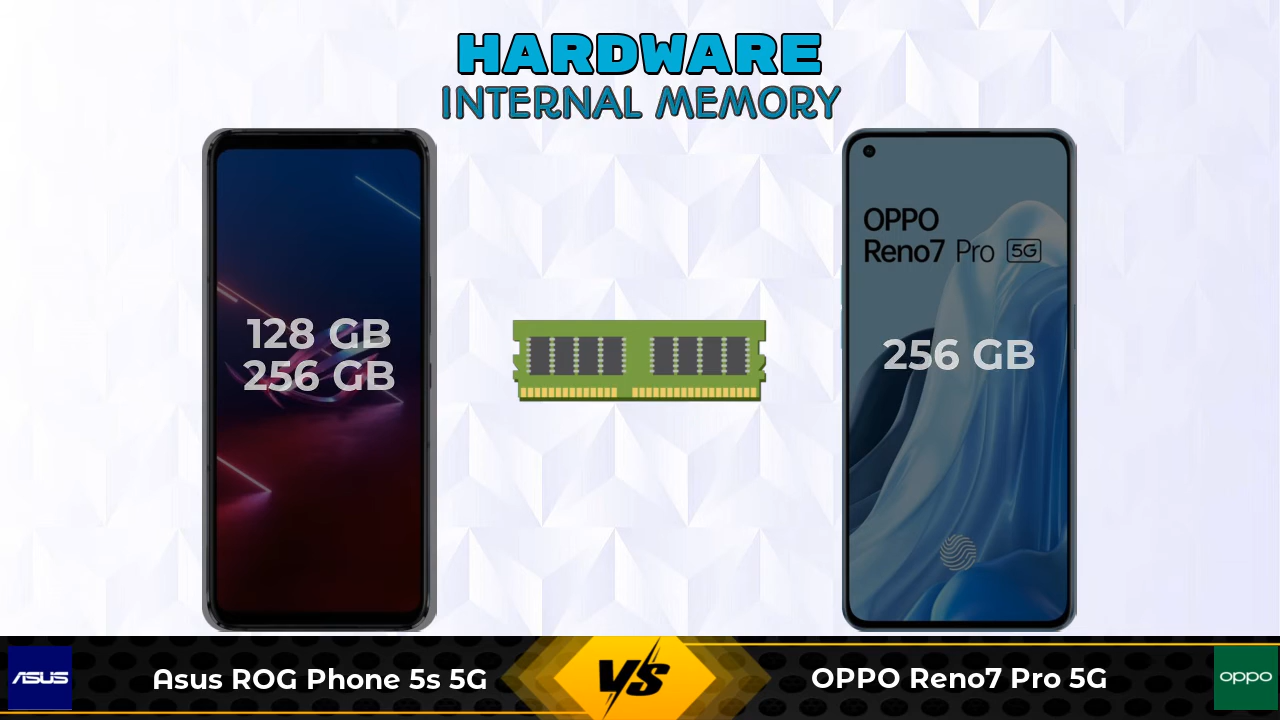 HARDWARE
INTERNAL MEMORY
128 GB
256 GB
OPPO
Reno7 Pro 5G
256 GB
ASUS
Asus ROG Phone 5s 5G
VS
OPPO Reno7 Pro 5G
oppo